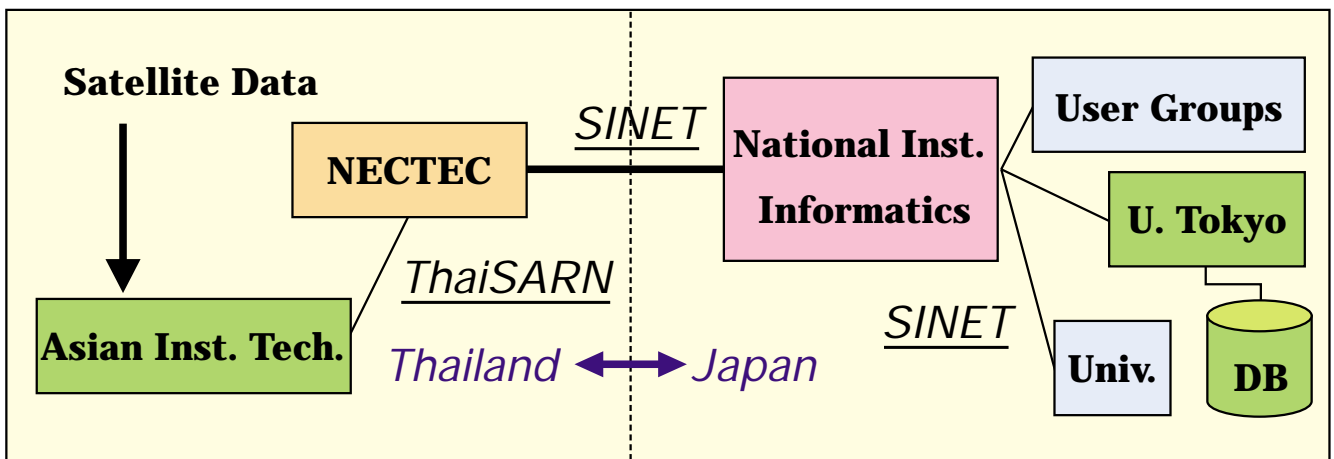 Satellite Data
NECTEC
Asian Inst. Tech.
ThaiSARN
SINET
Thailand
Japan
National Inst.
Informatics
SINET
User Groups
U. Tokyo
Univ.
DB